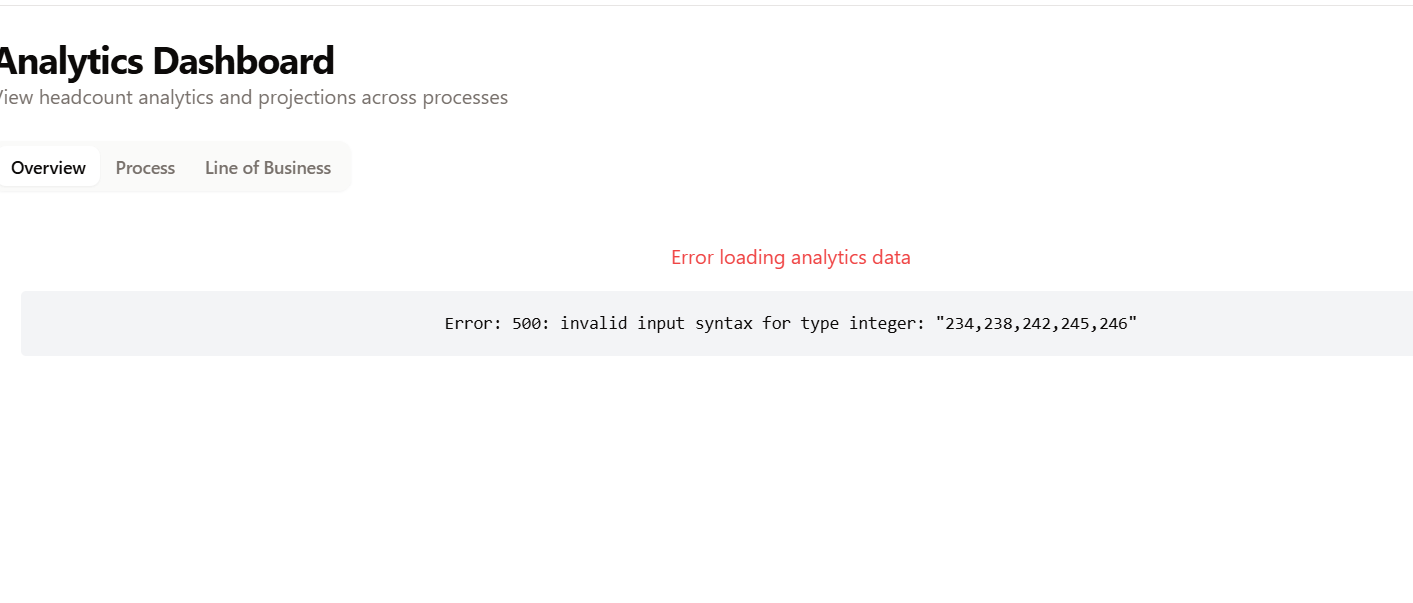 Analytics Dashboard
View headcount analytics and projections across processes
Overview Process Line of Business
Error loading analytics data
Error: 500: invalid input syntax for type integer: "234,238,242,245,246"